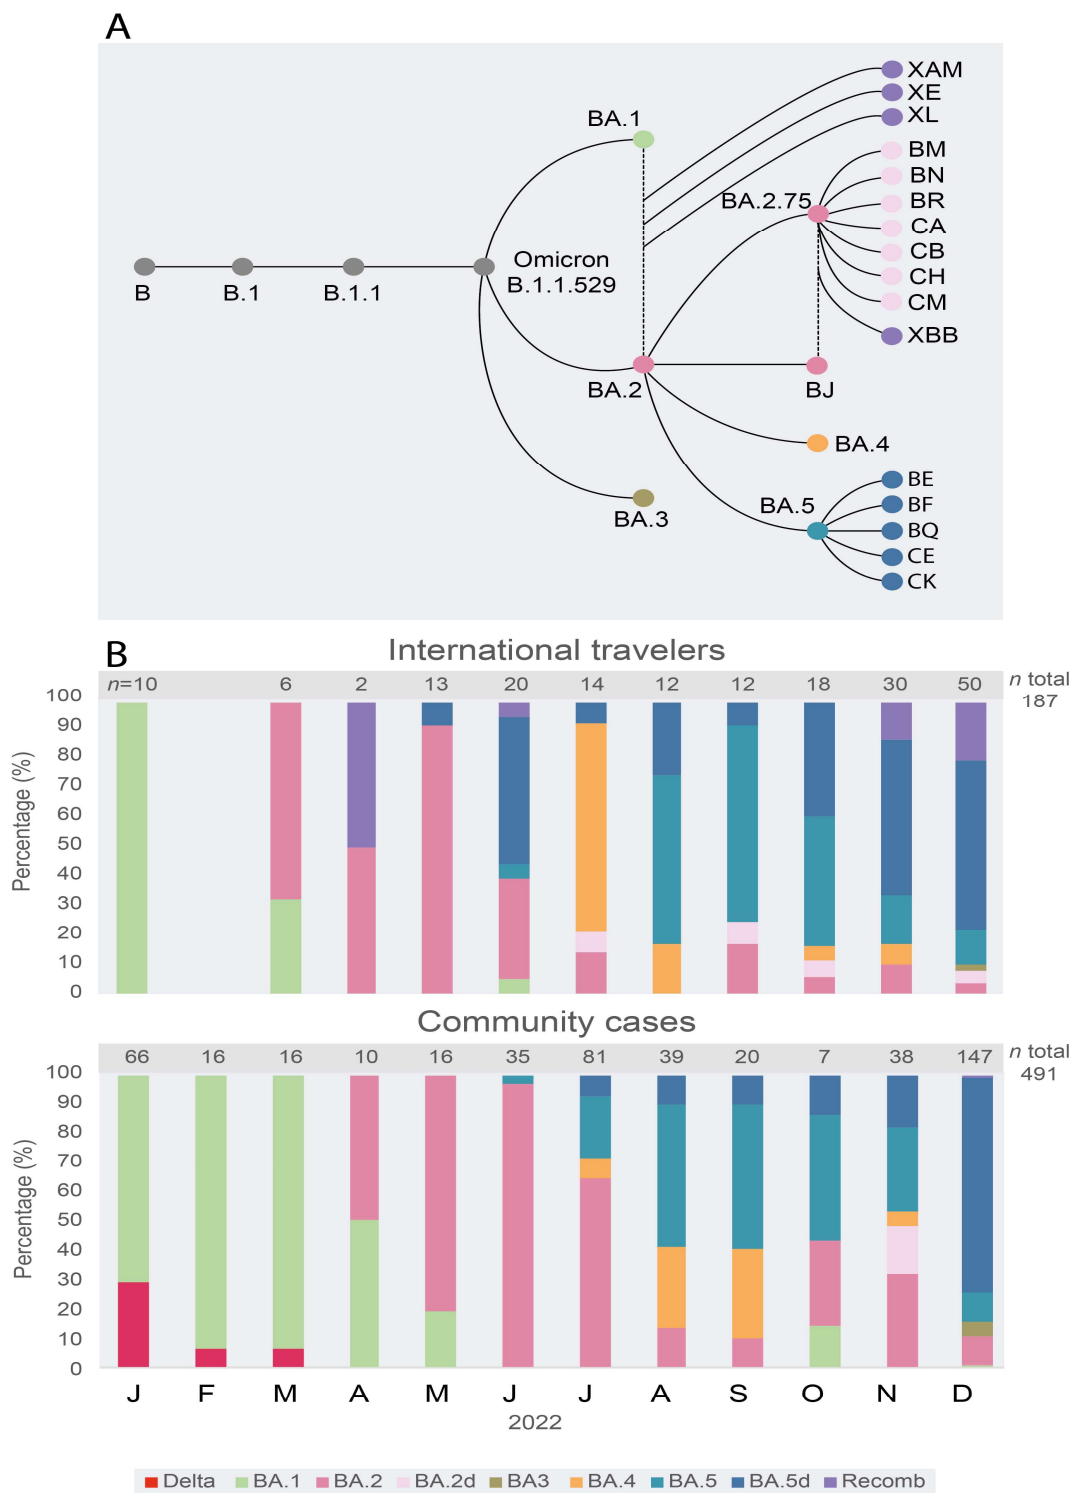 A
XAM
XE
XL
BA.1
BM
BN
BA.2.75
BR
CA
CB
Omicron
B.1.1.529
CH
CM
B
B.1
B.1.1
XBB
BA.2
BJ
BA.4
BE
BA.5
BF
BA.3
BQ
CE
CK
B
International travelers
n=10 6 2 13 20 14 12 12 18 30 50
n total
187
Percentage (%)
100
90
80
70
60
50
40
30
20
10
0
Community cases
66 16 16 10 16 35 81 39 20 7 38 147
n total
491
Percentage (%)
100
90
80
70
60
50
40
30
20
10
0
J F M A M J J A S O N D
2022
Delta BA.1 BA.2 BA.2d BA3 BA.4 BA.5 BA.5d Recomb